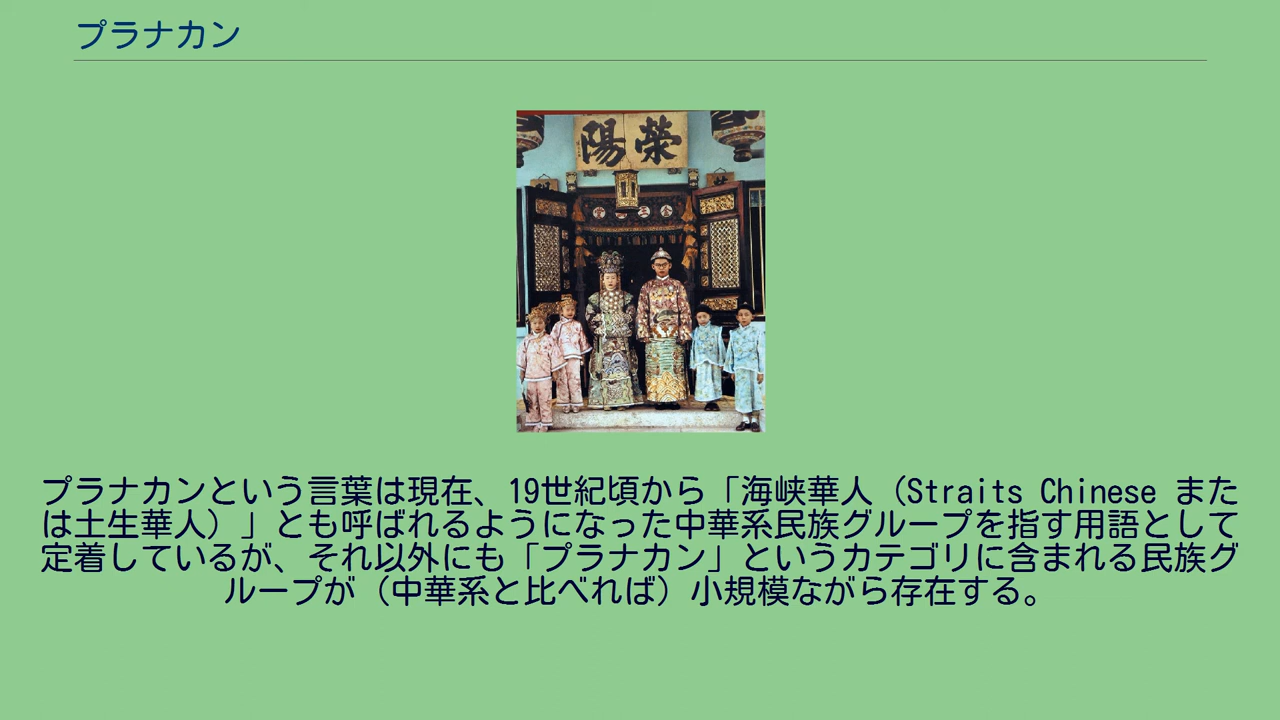 プラナカン
陽榮
プラナカンという言葉は現在、19世紀頃から「海峡華人（Straits Chinese また
は土生華人）」とも呼ばれるようになった中華系民族グループを指す用語として
定着しているが、それ以外にも「プラナカン」というカテゴリに含まれる民族グ
ループが（中華系と比べれば）小規模ながら存在する。